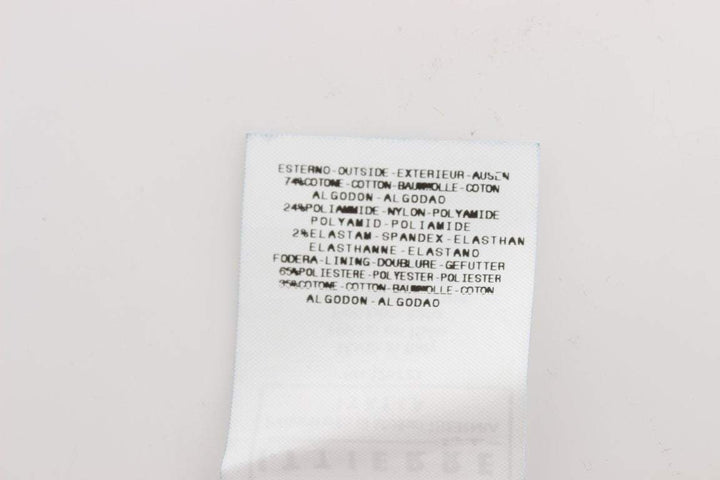 ESTERNO-OUTSIDE-EXTERIEUR-AUSEN
74%COTONE-COTTON-BAUMWOLLE-COTON
ALGODON-ALGODAO
24%POLIAMMIDE-NYLON-POLYAMIDE
POLYAMID-POLIAMIDE
2%ELASTAM-SPANDEX-ELASTHAN
ELASTHANNE-ELASTANO
FODERA-LINING-DOUBLURE-GEFUTTER
65%POLIESTERE-POLYESTER-POLIESTER
35%COTONE-COTTON-BAUMWOLLE-COTON
ALGODON-ALGODAO